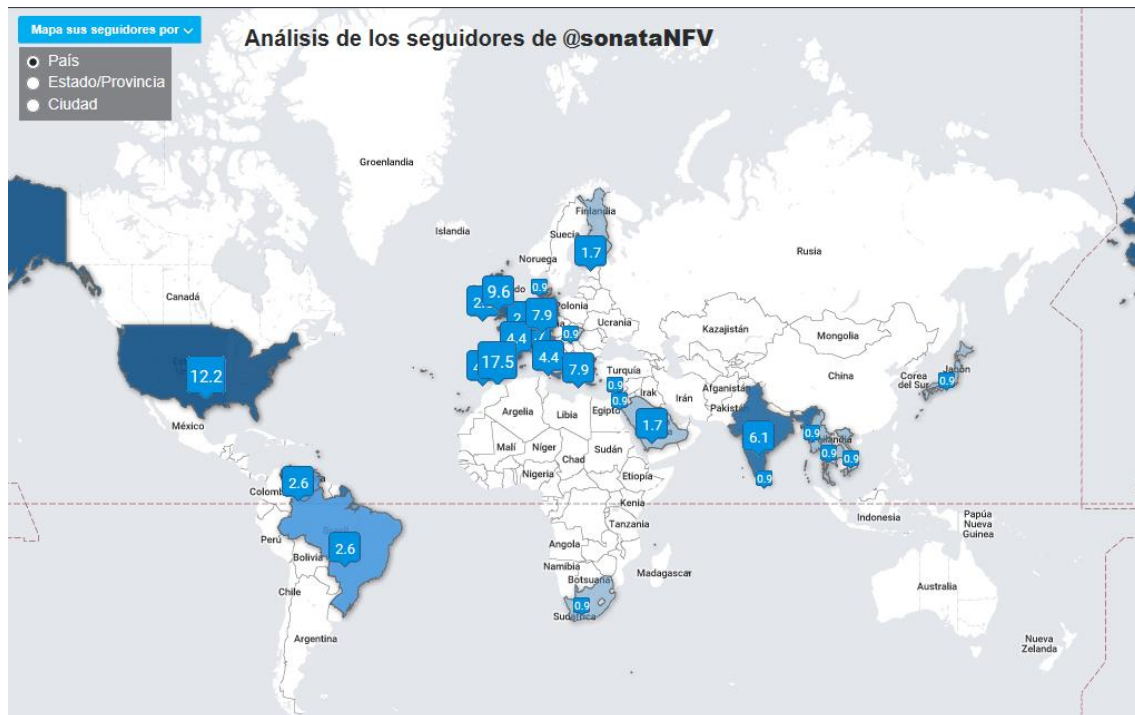 Mapa sus seguidores por
Análisis de los seguidores de @sonataNFV
País
Estado/Provincia
Ciudad
Groenlandia
Islandia
Finlandia
Suecia
Noruega
Rusia
1.7
Canadá
9.6
0.9
7.9
Polonia
Ucrania
0.9
Kazajistán
Mongolia
4.4
4.4
17.5
7.9
12.2
México
Turquía
0.9
0.9
Irak
Irán
Afganistán
Pakistán
China
Corea
del Sur
Japón
0.9
Argelia
Libia
Egipto
1.7
6.1
0.9
0.9
0.9
0.9
Malí
Níger
Chad
Sudán
Nigeria
Etiopía
Kenia
Tanzania
2.6
Perú
2.6
Bolivia
Chile
Argentina
Angola
Namibia
Botsuana
Madagascar
0.9
Sudáfrica
Indonesia
Papúa
Nueva
Guinea
Australia
Nueva
Zelanda